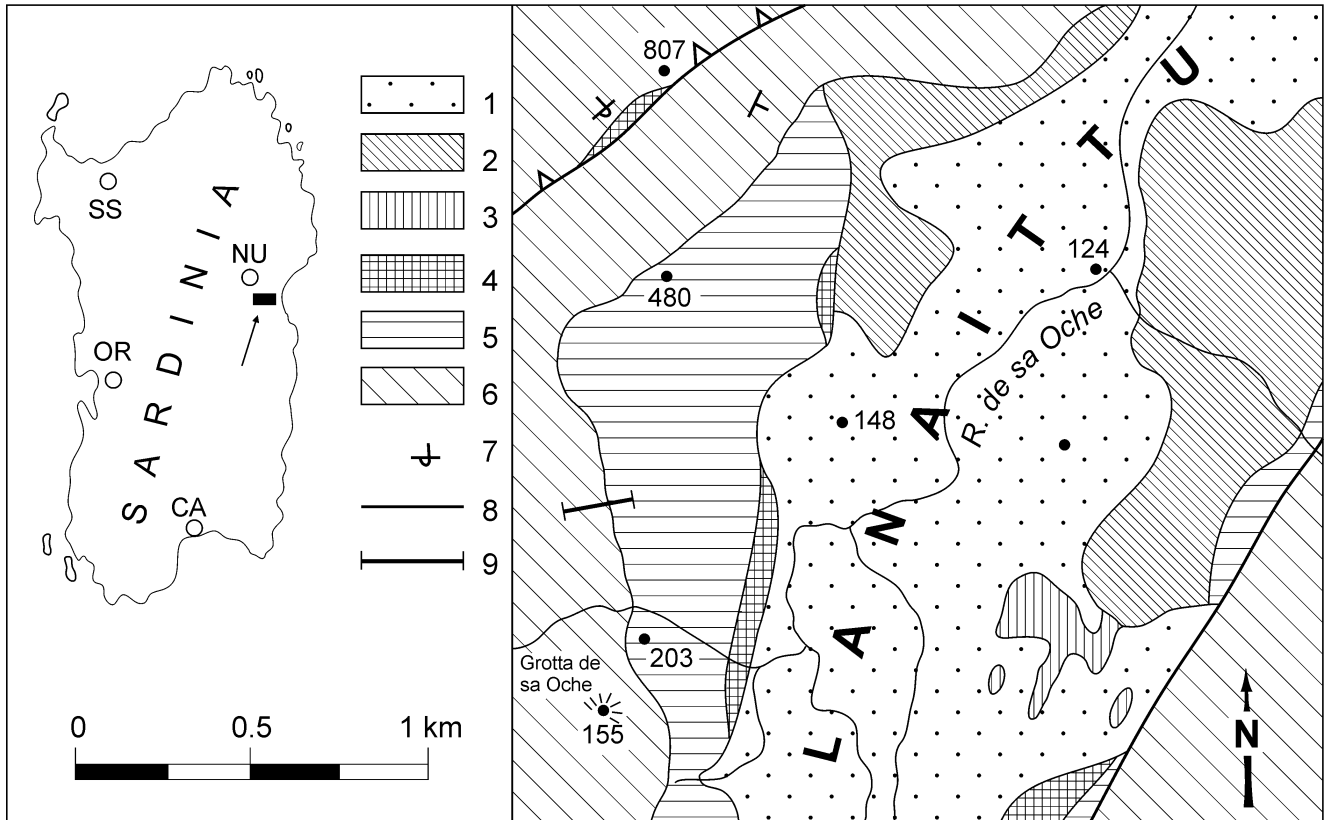 SARDINIA
SS
NU
OR
CA
1
2
3
4
5
6
7
8
9
0 0.5 1 km
807
480
124
148
203
155
LANAITTU
R. de sa Oche
Grotta de
sa Oche
N